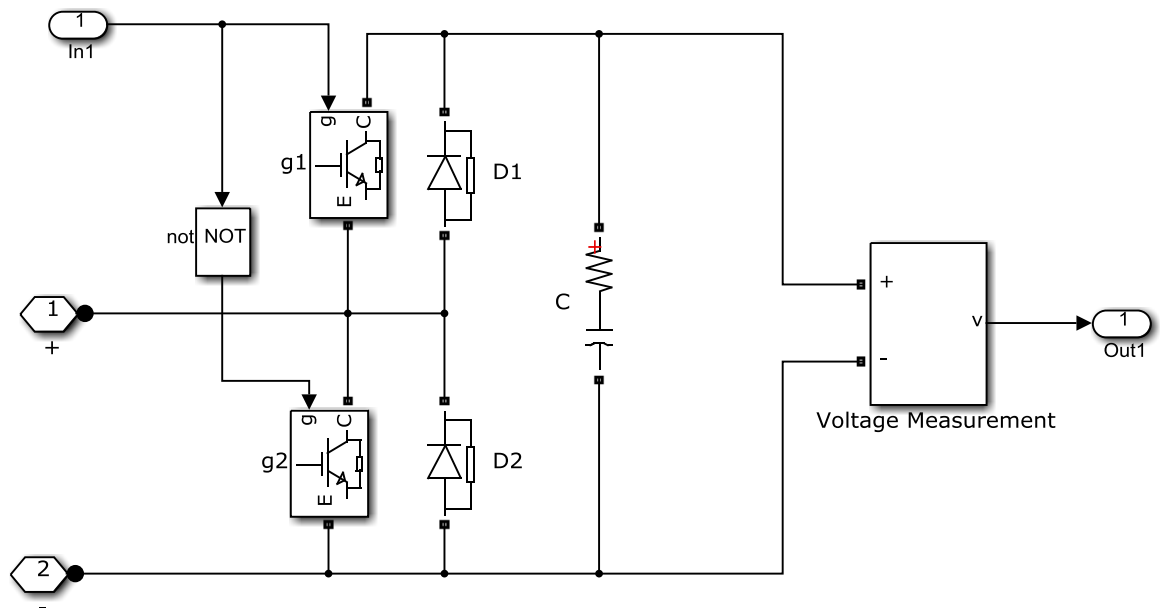 1
In1
g
C
g1
E
D1
not
NOT
+
C
1
+
+
v
1
Out1
-
Voltage Measurement
g
C
g2
E
D2
2
-